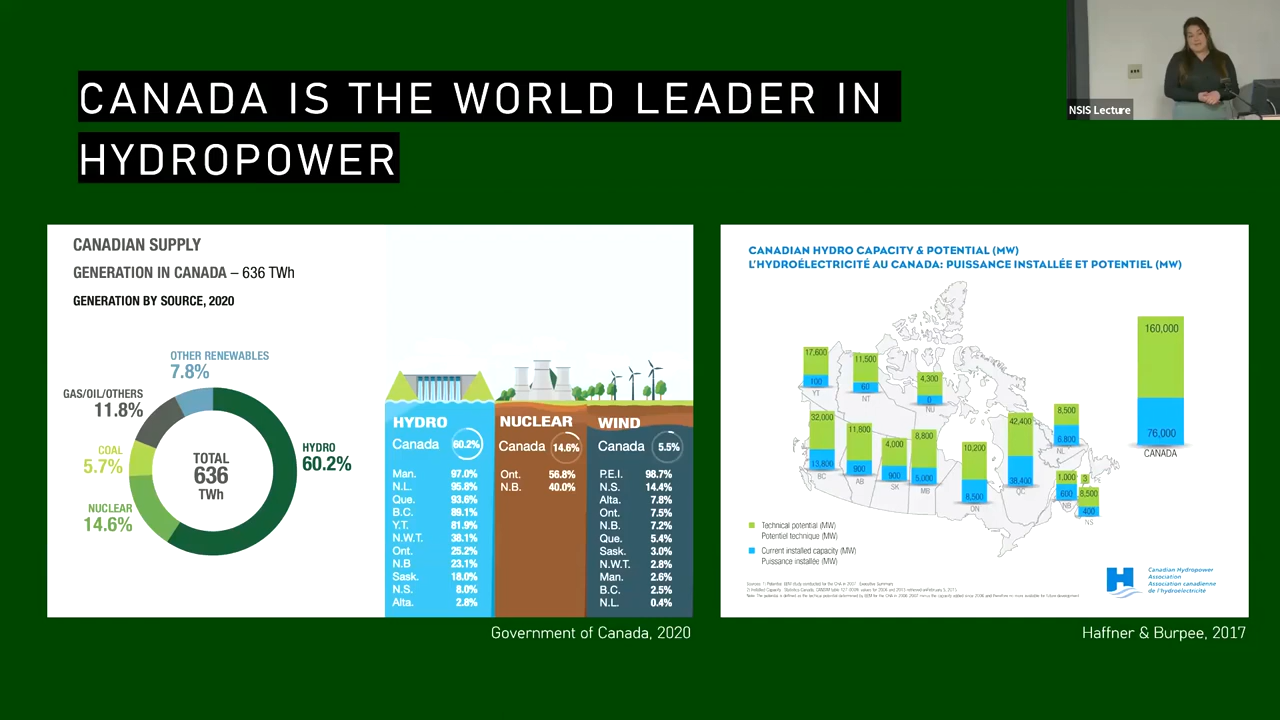 NSIS Lecture
CANADA IS THE WORLD LEADER IN
HYDROPOWER
CANADIAN SUPPLY
GENERATION IN CANADA – 636 TWh
GENERATION BY SOURCE, 2020
OTHER RENEWABLES
7.8%
GAS/OIL/OTHERS
11.8%
COAL
5.7%
NUCLEAR
14.6%
HYDRO
60.2%
TOTAL
636
TWh
HYDRO
Canada 60.2%
Man. 97.0%
N.L. 95.8%
Que. 93.6%
B.C. 89.1%
Y.T. 81.9%
N.W.T. 38.1%
Ont. 25.2%
N.B 23.1%
Sask. 18.0%
N.S. 8.0%
Alta. 2.8%
NUCLEAR
Canada 14.6%
Ont. 56.8%
N.B. 40.0%
WIND
Canada 5.5%
P.E.I. 98.7%
N.S. 14.4%
Alta. 7.8%
Ont. 7.5%
N.B. 7.2%
Que. 5.4%
Sask. 3.0%
N.W.T. 2.8%
Man. 2.6%
B.C. 2.5%
N.L. 0.4%
Government of Canada, 2020
CANADIAN HYDRO CAPACITY & POTENTIAL (MW)
L'HYDROÉLECTRICITÉ AU CANADA: PUISSANCE INSTALLÉE ET POTENTIEL (MW)
17,600
100
YT
11,500
60
NT
4,300
0
NU
32,000
13,800
BC
11,800
900
AB
4,000
900
SK
8,800
5,000
MB
10,200
8,500
ON
42,400
38,400
QC
8,500
6,800
NL
1,000
600
NB
3
8,500
400
NS
160,000
76,000
CANADA
Technical potential (MW)
Potentiel technique (MW)
Current installed capacity (MW)
Puissance installée (MW)
Canadian Hydropower
Association
Association canadienne
de l'hydroélectricité
Haffner & Burpee, 2017